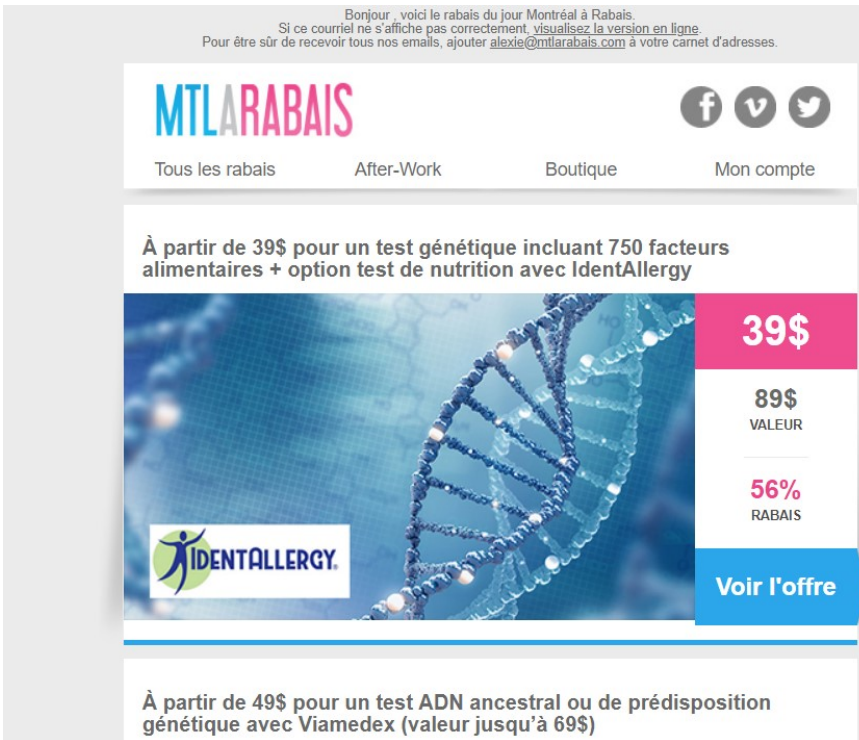 Bonjour , voici le rabais du jour Montréal à Rabais.
Si ce courriel ne s'affiche pas correctement, visualisez la version en ligne.
Pour être sûr de recevoir tous nos emails, ajouter alexie@mtlarabais.com à votre carnet d'adresses.
MTLARABAIS
Tous les rabais After-Work Boutique Mon compte
À partir de 39$ pour un test génétique incluant 750 facteurs
alimentaires + option test de nutrition avec IdentAllergy
39$
89$
VALEUR
56%
RABAIS
IDENTALLERGY.
Voir l'offre
À partir de 49$ pour un test ADN ancestral ou de prédisposition
génétique avec Viamedex (valeur jusqu'à 69$)